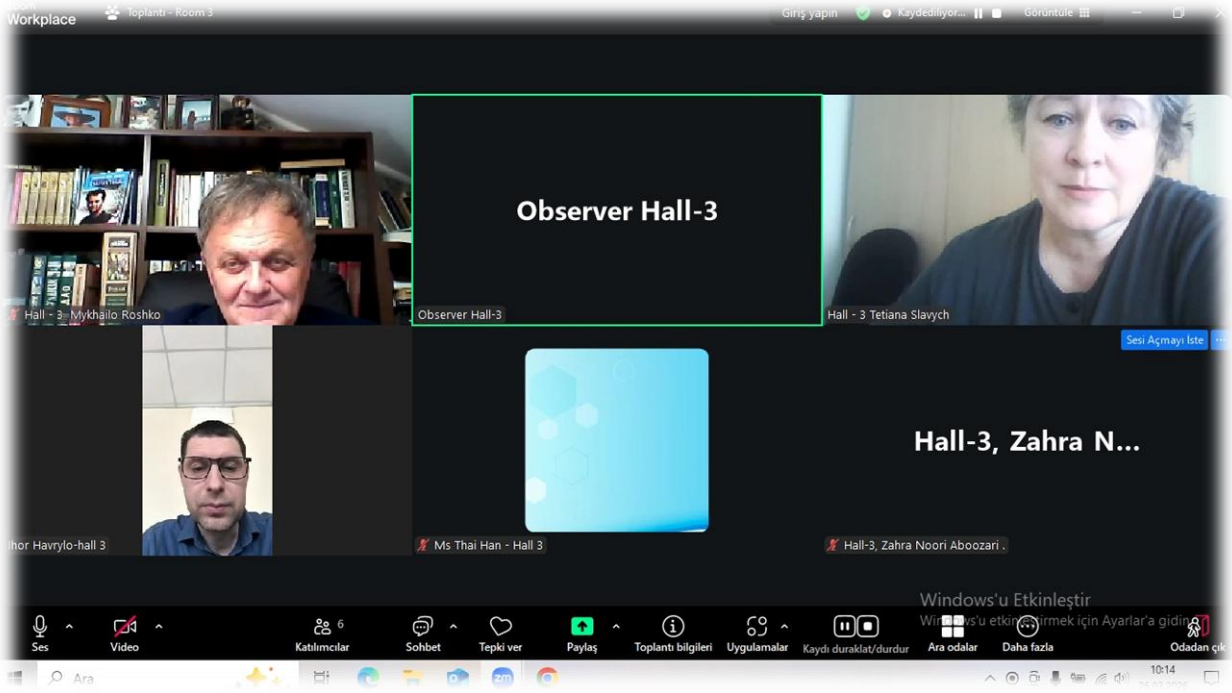 Workplace
Toplantı - Room 3
Giriş yapın
Kaydediliyor...
Görüntüle
Hall - 3_ Mykhailo Roshko
Observer Hall-3
Observer Hall-3
Hall - 3 Tetiana Slavych
Sesi Açmayı İste
Hall-3, Zahra N...
Ihor Havrylo-hall 3
Ms Thai Han - Hall 3
Hall-3, Zahra Noori Aboozari .
Windows'u Etkinleştir
Windows'u etkinleştirmek için Ayarlar'a gidin
Ses
Video
Katılımcılar
6
Sohbet
Tepki ver
Paylaş
Toplantı bilgileri
Uygulamalar
Kaydı duraklat/durdur
Ara odalar
Daha fazla
Odadan çık
Ara
zm
10:14